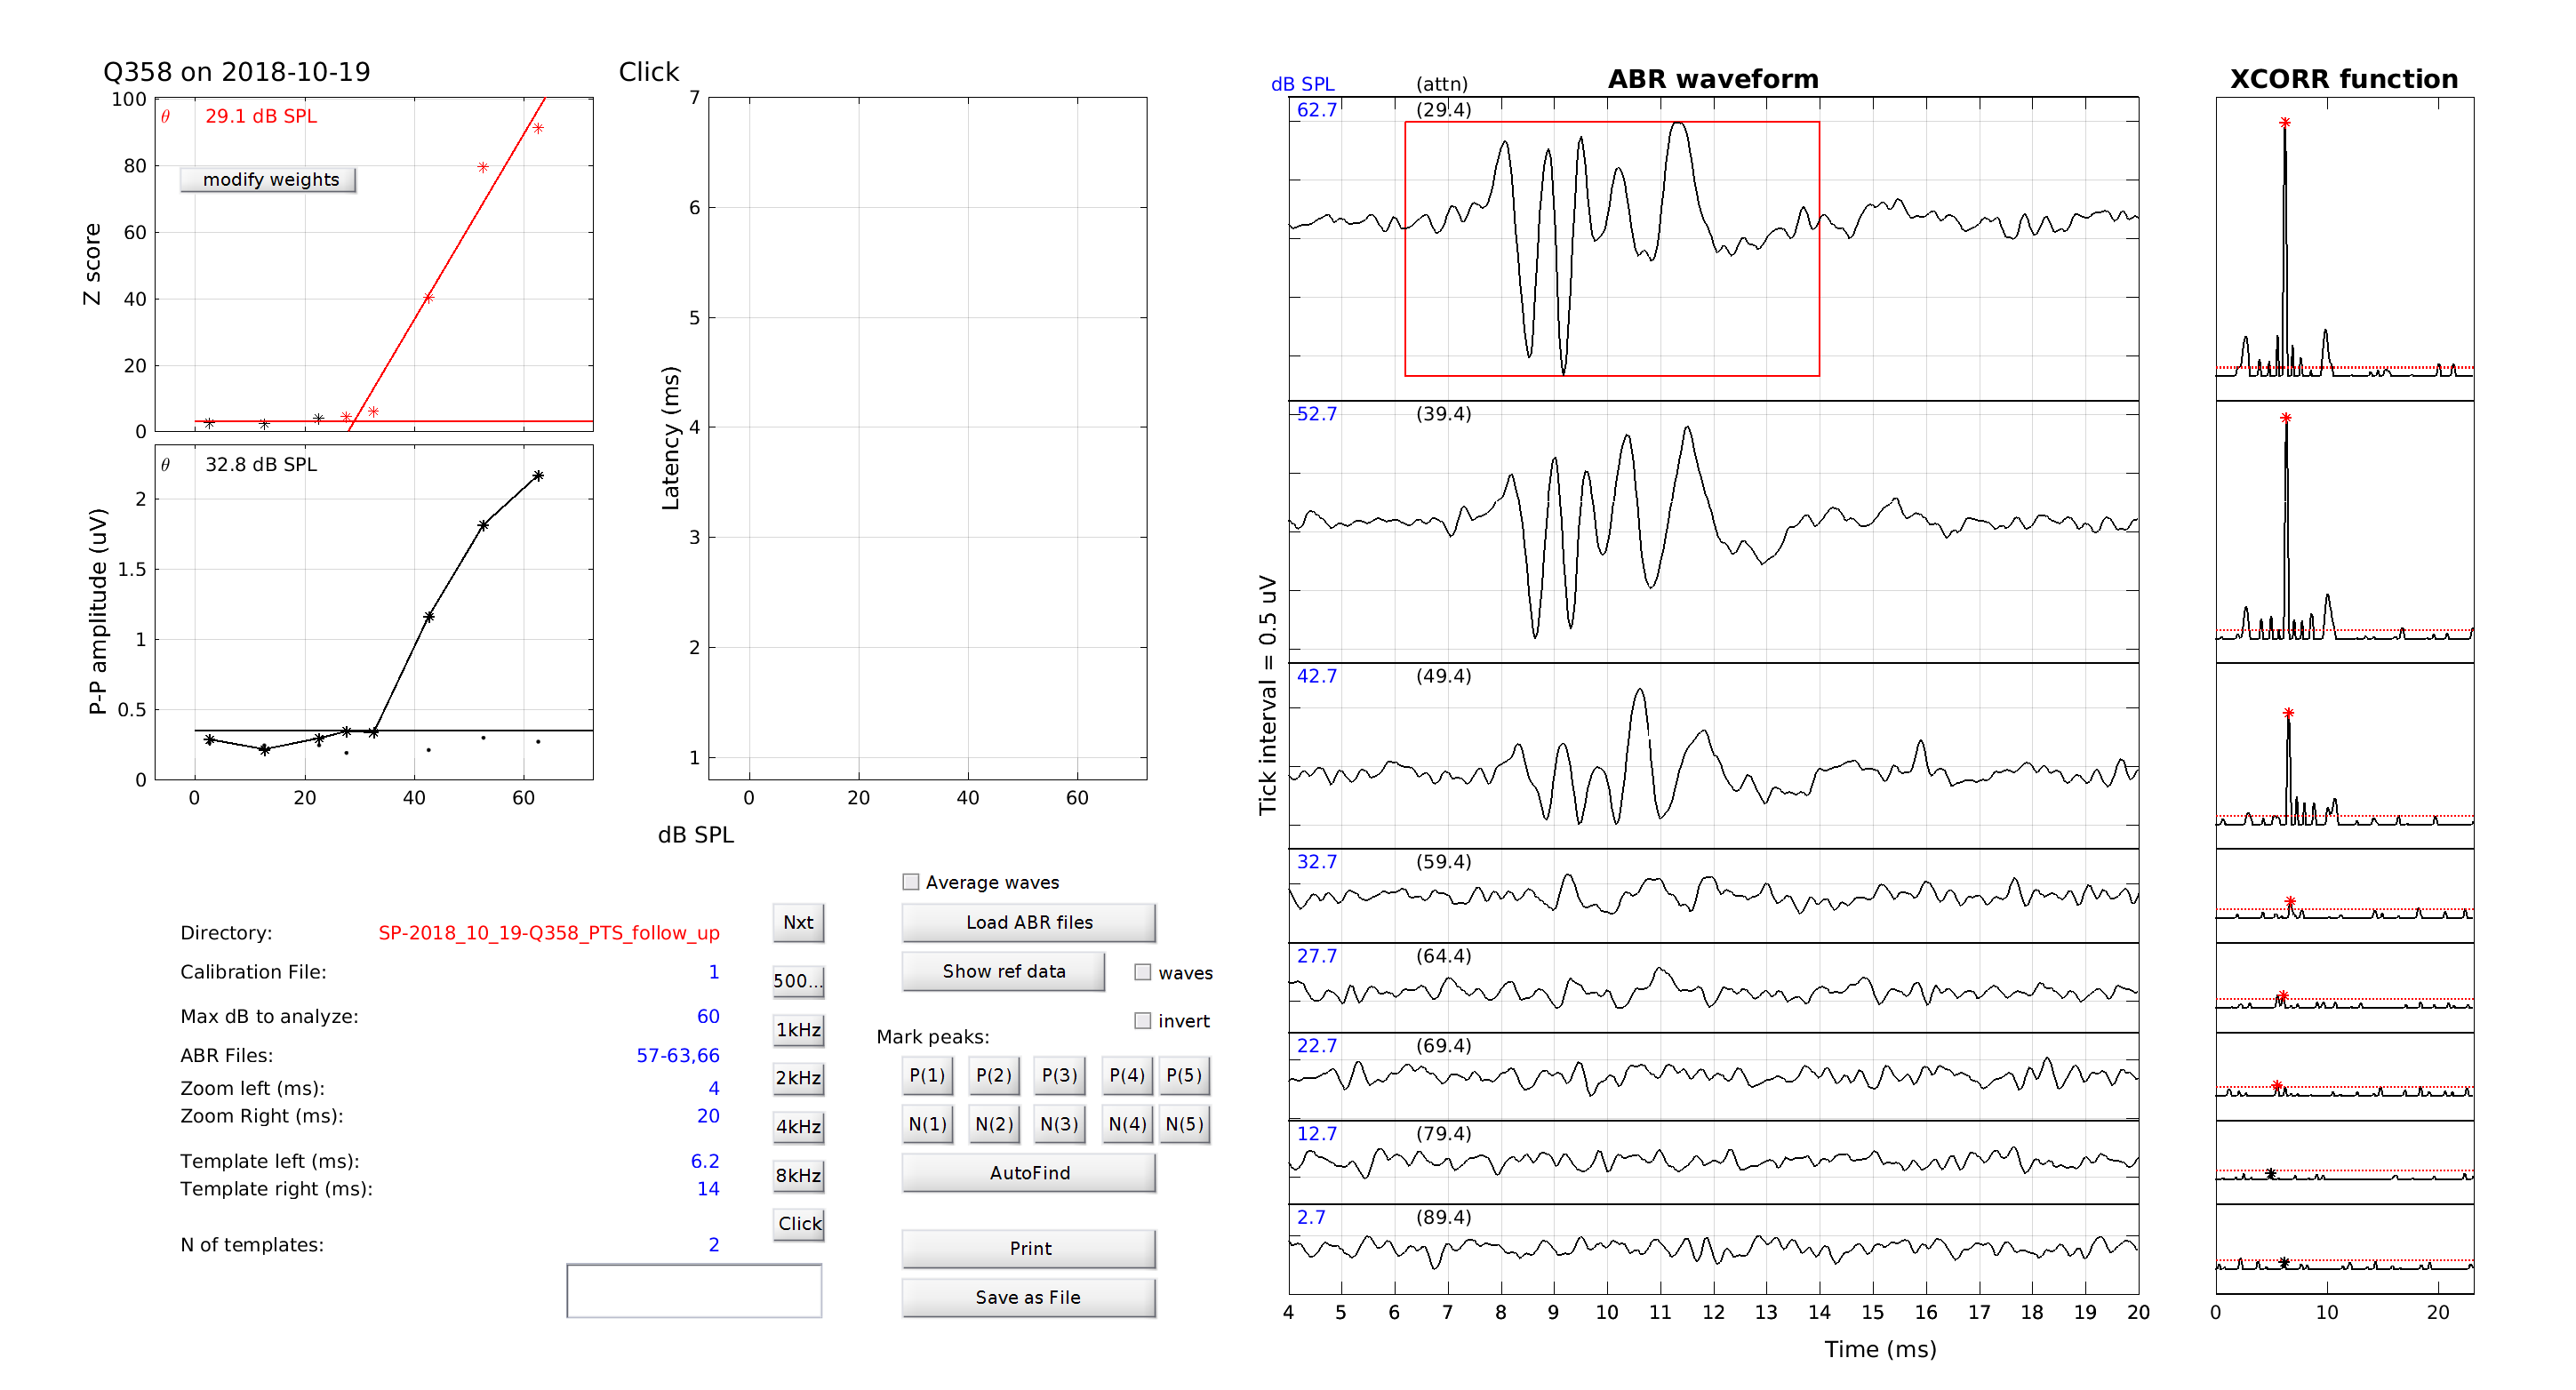 Q358 on 2018-10-19
Click
θ 29.1 dB SPL
modify weights
Z score
100
80
60
40
20
0
θ 32.8 dB SPL
P-P amplitude (uV)
2
1.5
1
0.5
0
0 20 40 60
Latency (ms)
7
6
5
4
3
2
1
0 20 40 60
dB SPL
Directory: SP-2018_10_19-Q358_PTS_follow_up
Calibration File: 1
Max dB to analyze: 60
ABR Files: 57-63,66
Zoom left (ms): 4
Zoom Right (ms): 20
Template left (ms): 6.2
Template right (ms): 14
N of templates: 2
Nxt
500...
1kHz
2kHz
4kHz
8kHz
Click
Average waves
Load ABR files
Show ref data
waves
invert
Mark peaks:
P(1) P(2) P(3) P(4) P(5)
N(1) N(2) N(3) N(4) N(5)
AutoFind
Print
Save as File
dB SPL (attn) ABR waveform
62.7 (29.4)
52.7 (39.4)
42.7 (49.4)
32.7 (59.4)
27.7 (64.4)
22.7 (69.4)
12.7 (79.4)
2.7 (89.4)
Tick interval = 0.5 uV
4 5 6 7 8 9 10 11 12 13 14 15 16 17 18 19 20
Time (ms)
XCORR function
0 10 20